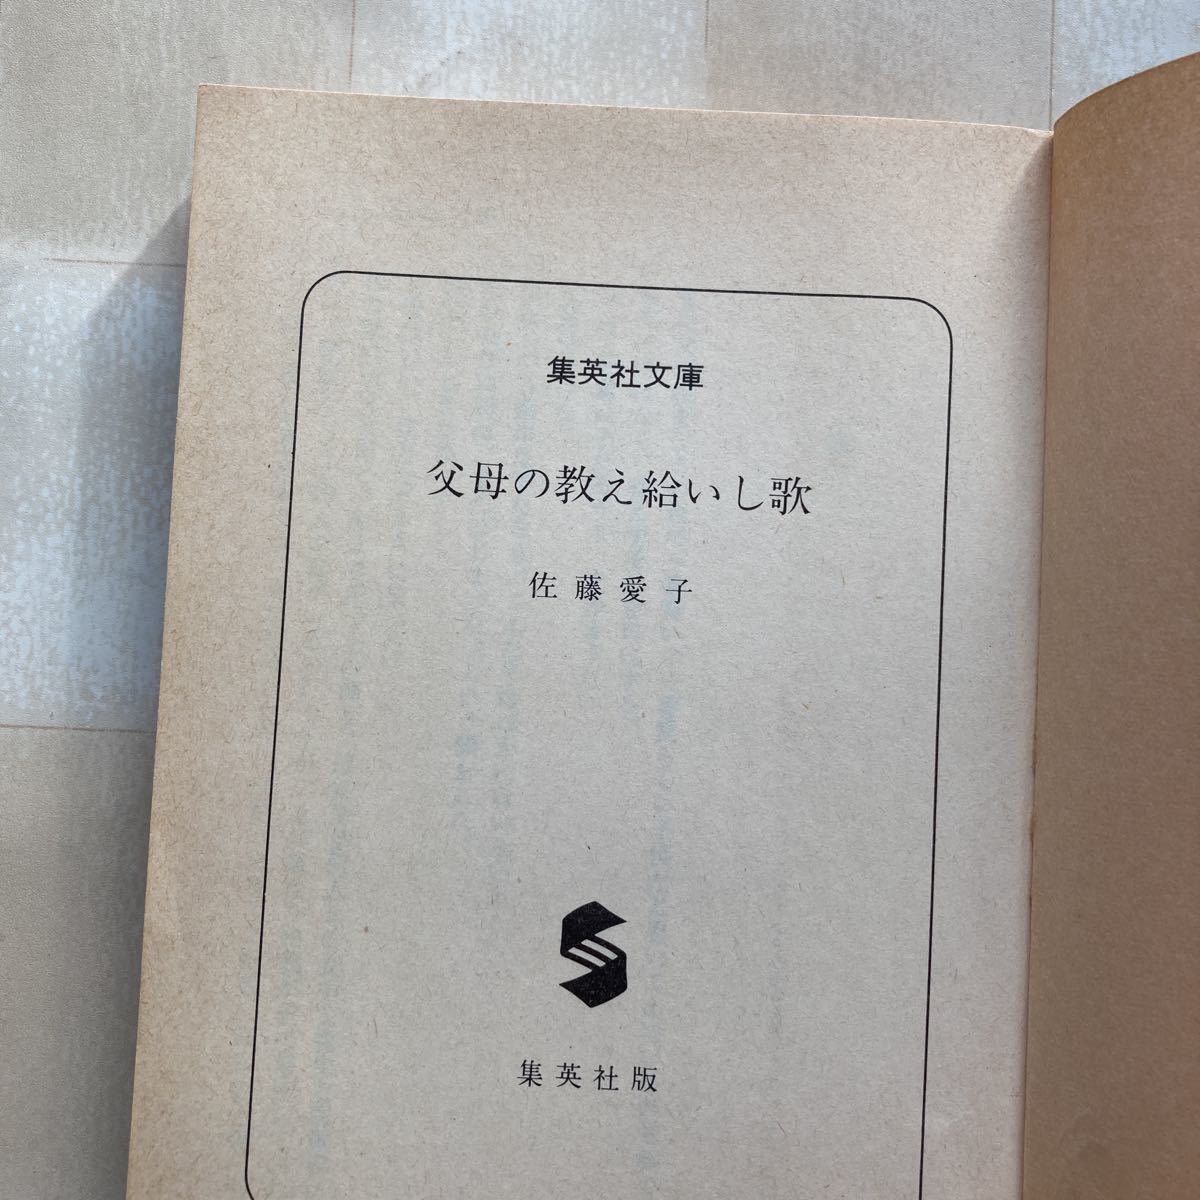 集英社文庫
父母の教え給いし歌
佐藤愛子
集英社版